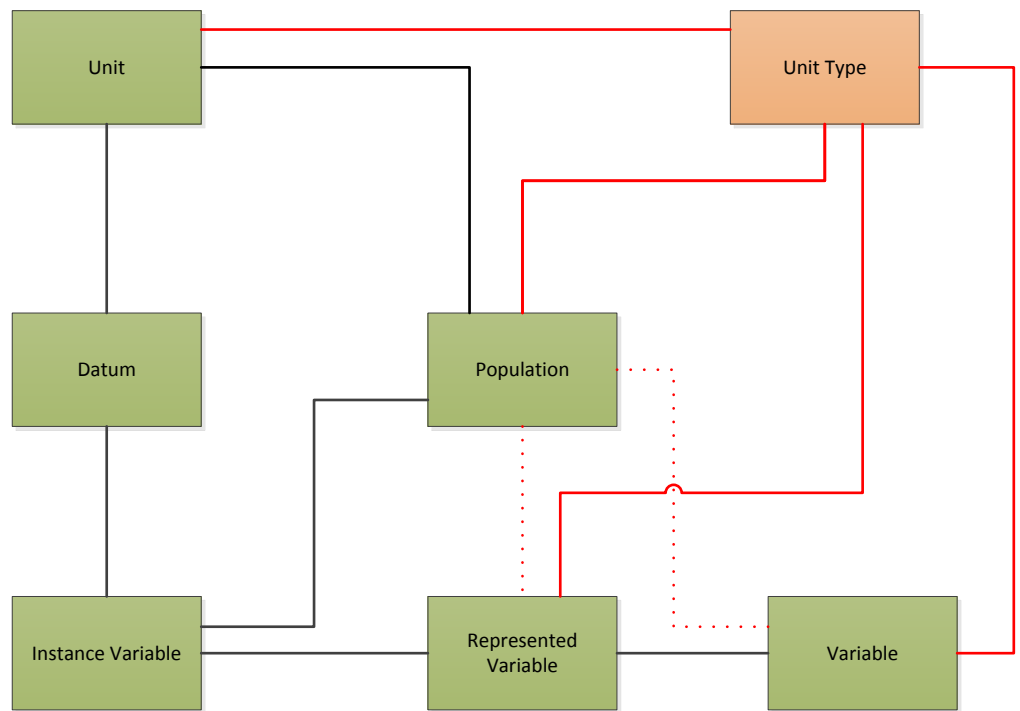 Unit
Unit Type
Datum
Population
Instance Variable
Represented
Variable
Variable